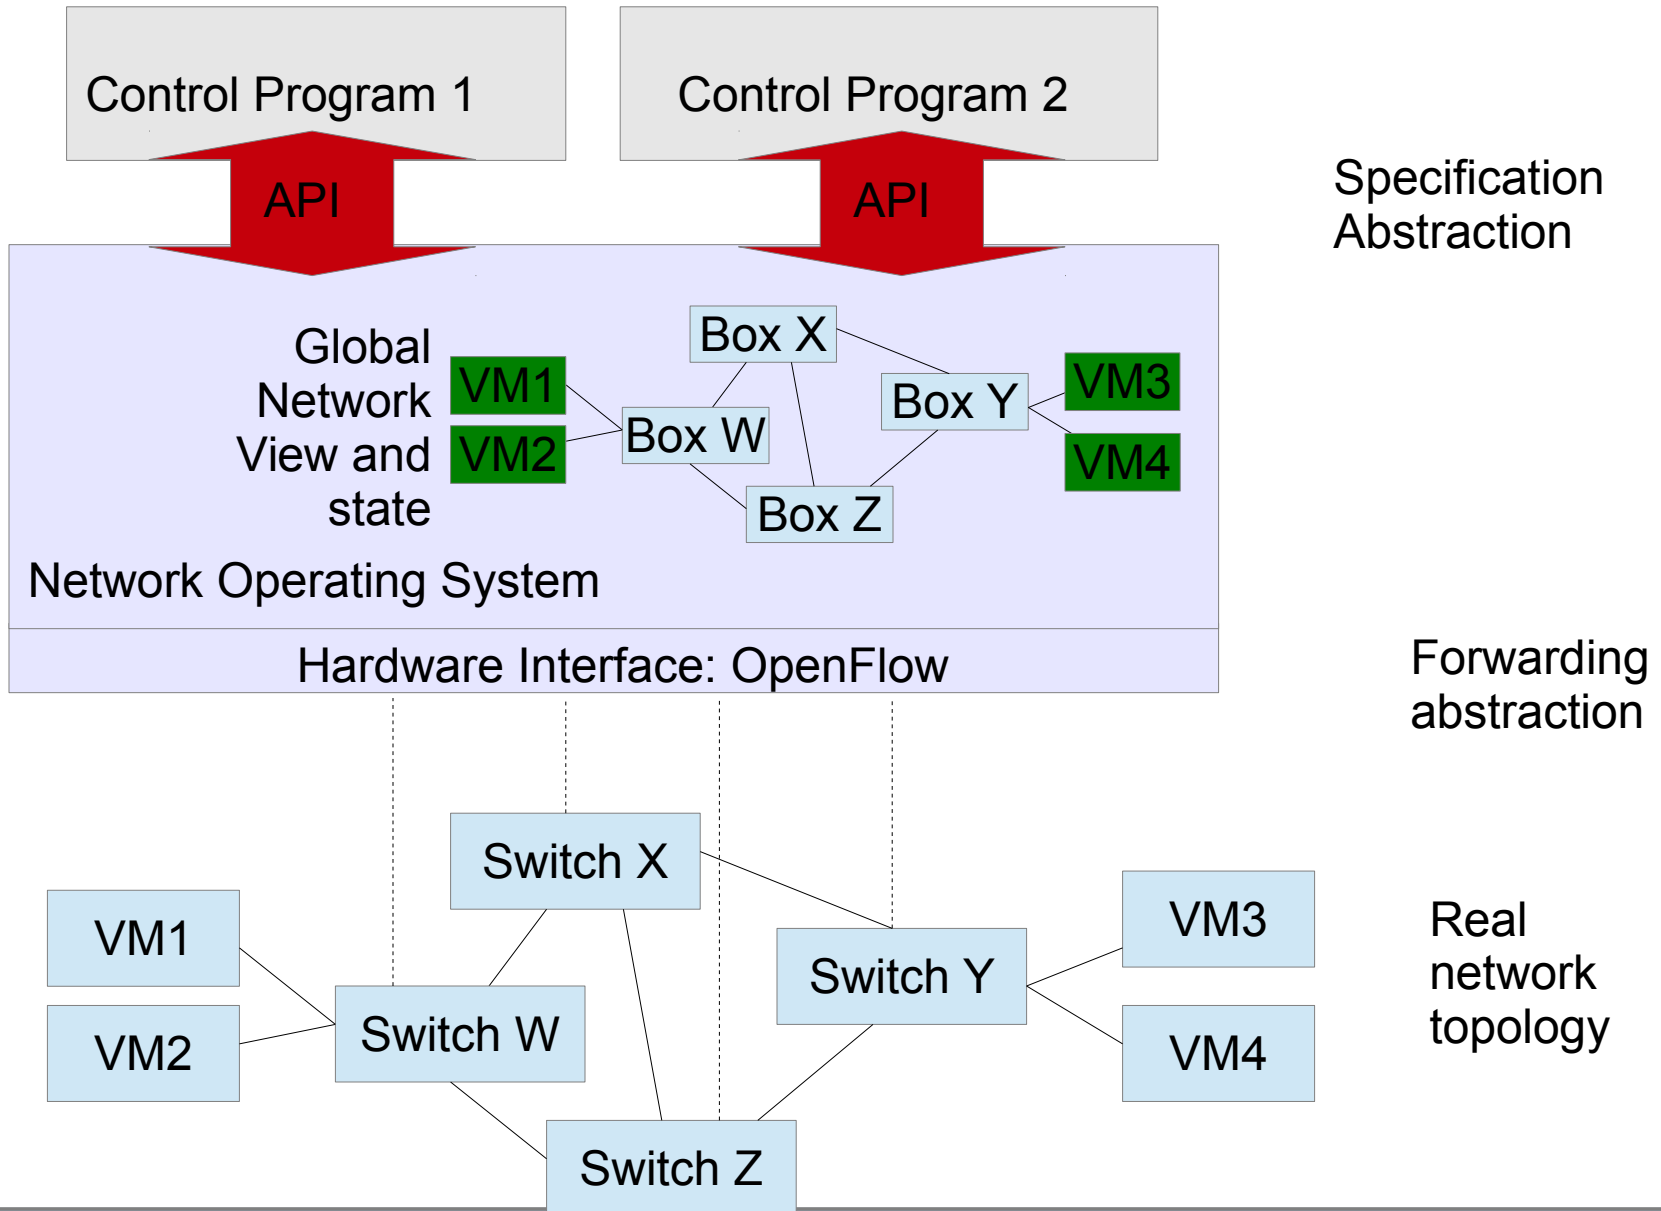 Control Program 1
Control Program 2
API
API
Specification
Abstraction
Global
Network
View and
state
VM1
VM2
Box X
Box W
Box Y
Box Z
VM3
VM4
Network Operating System
Hardware Interface: OpenFlow
Forwarding
abstraction
Switch X
VM1
VM2
Switch W
Switch Y
Switch Z
VM3
VM4
Real
network
topology